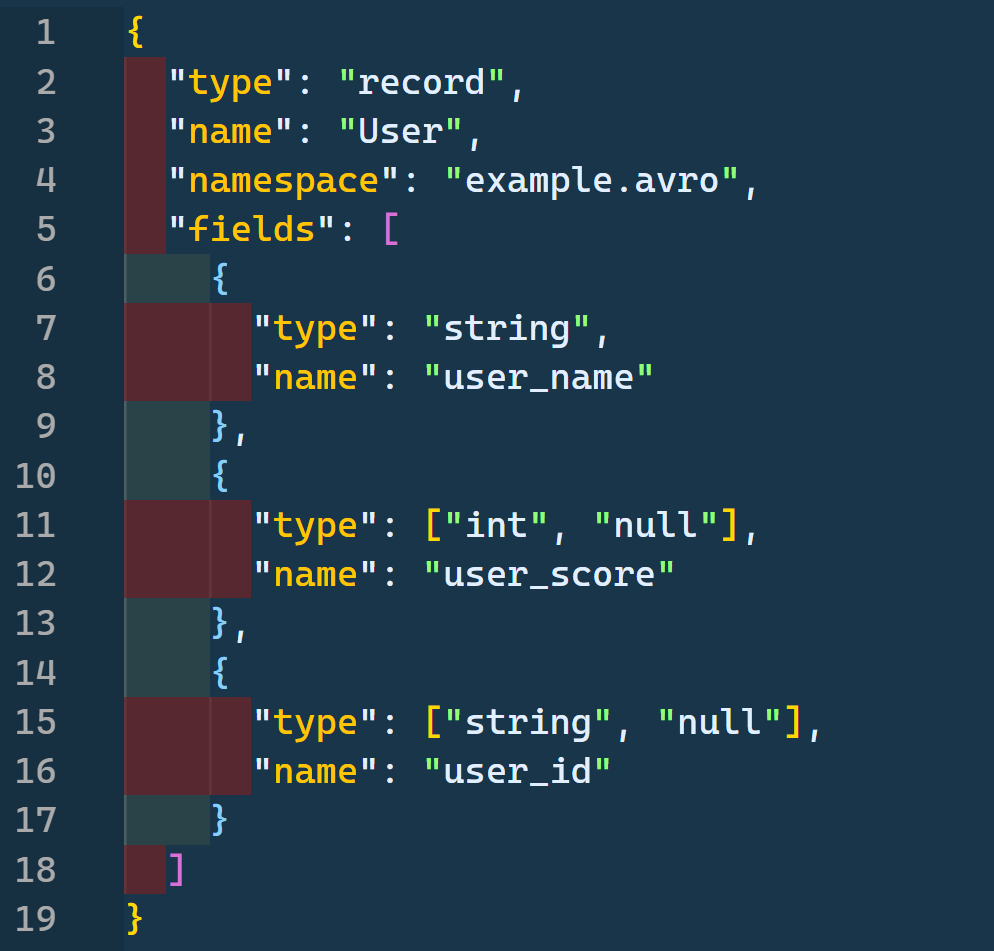 1 {
2   "type": "record",
3   "name": "User",
4   "namespace": "example.avro",
5   "fields": [
6     {
7       "type": "string",
8       "name": "user_name"
9     },
10     {
11       "type": ["int", "null"],
12       "name": "user_score"
13     },
14     {
15       "type": ["string", "null"],
16       "name": "user_id"
17     }
18   ]
19 }